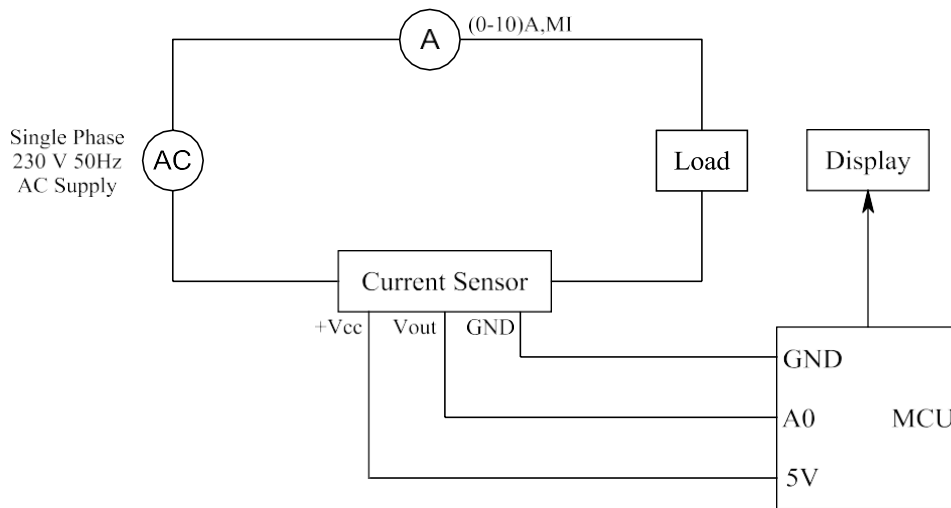 A
(0-10)A,MI
Single Phase
230 V 50Hz
AC Supply
AC
Load
Display
Current Sensor
+Vcc
Vout
GND
GND
A0
MCU
5V